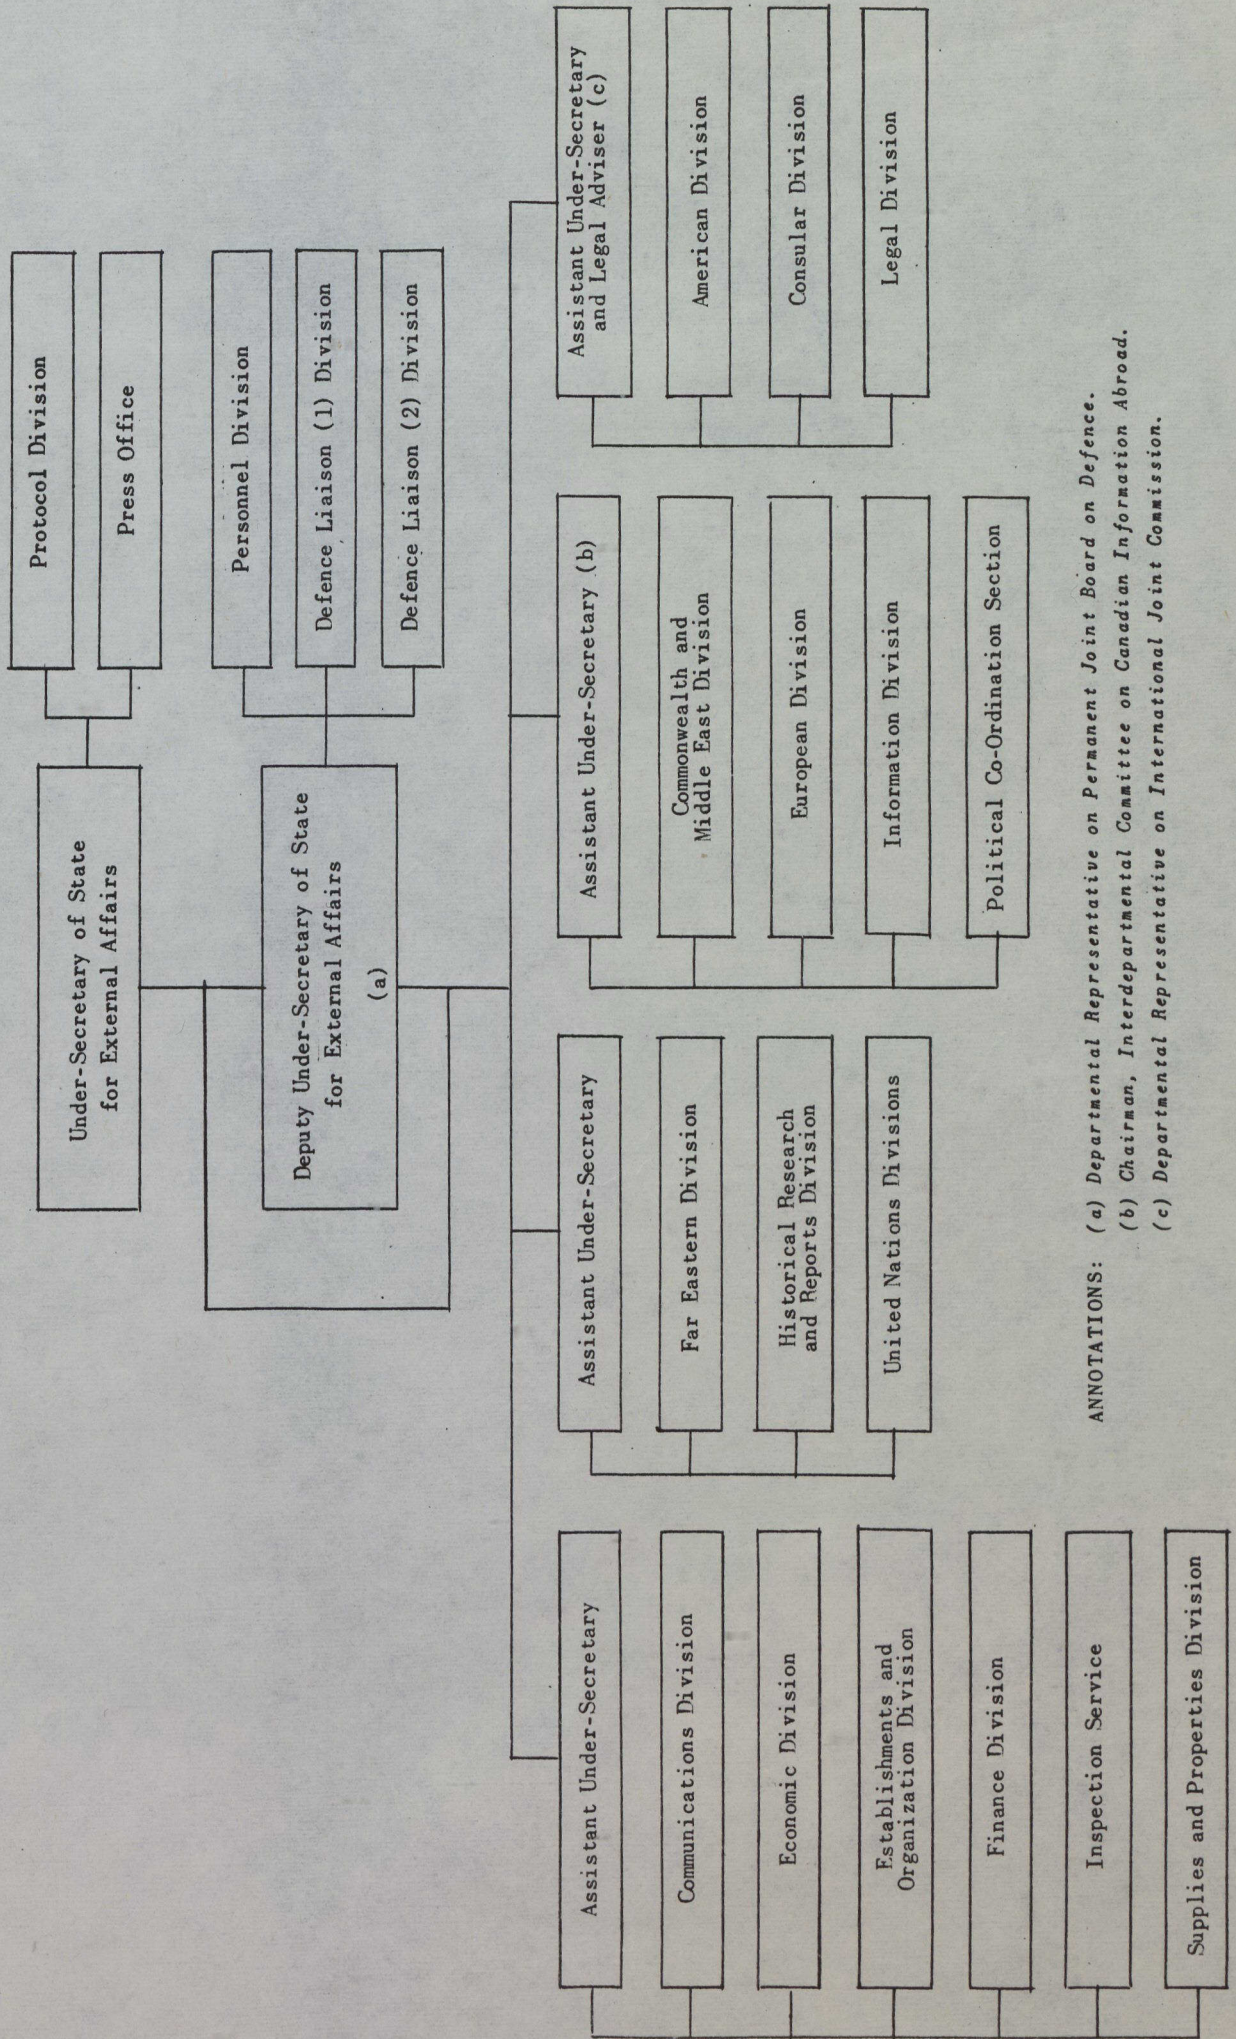 Under-Secretary of State
for External Affairs
Protocol Division
Press Office
Deputy Under-Secretary of State
for External Affairs
(a)
Personnel Division
Defence Liaison (1) Division
Defence Liaison (2) Division
Assistant Under-Secretary
Communications Division
Economic Division
Establishments and
Organization Division
Finance Division
Inspection Service
Supplies and Properties Division
Assistant Under-Secretary
Far Eastern Division
Historical Research
and Reports Division
United Nations Divisions
Assistant Under-Secretary (b)
Commonwealth and
Middle East Division
European Division
Information Division
Political Co-Ordination Section
Assistant Under-Secretary
and Legal Adviser (c)
American Division
Consular Division
Legal Division
ANNOTATIONS: (a) Departmental Representative on Permanent Joint Board on Defence.
(b) Chairman, Interdepartmental Committee on Canadian Information Abroad.
(c) Departmental Representative on International Joint Commission.